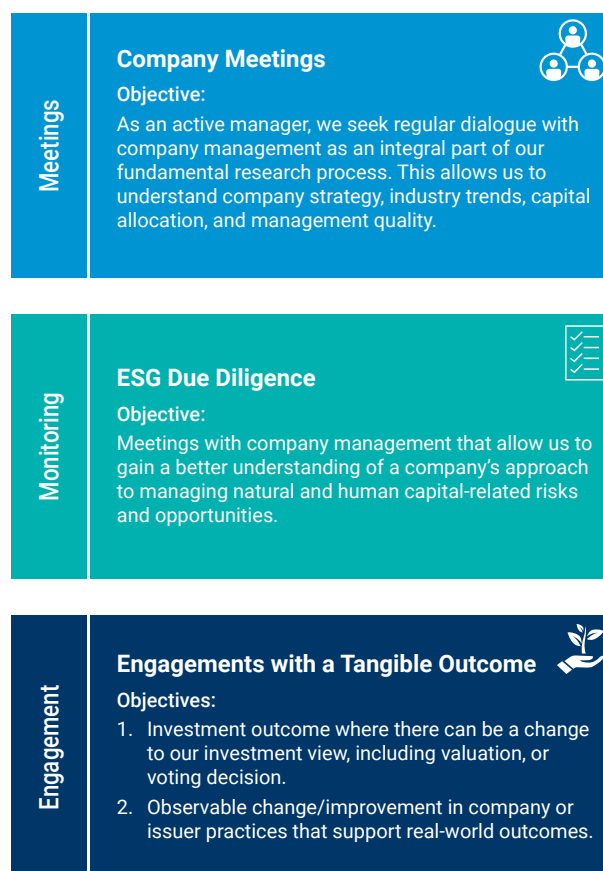 Meetings
Company Meetings
Objective:
As an active manager, we seek regular dialogue with
company management as an integral part of our
fundamental research process. This allows us to
understand company strategy, industry trends, capital
allocation, and management quality.
Monitoring
ESG Due Diligence
Objective:
Meetings with company management that allow us to
gain a better understanding of a company’s approach
to managing natural and human capital-related risks
and opportunities.
Engagement
Engagements with a Tangible Outcome
Objectives:
1. Investment outcome where there can be a change
to our investment view, including valuation, or
voting decision.
2. Observable change/improvement in company or
issuer practices that support real-world outcomes.